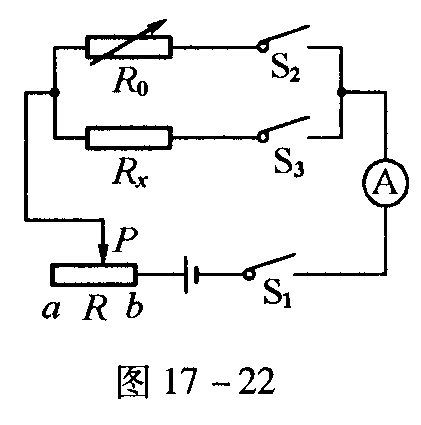 R₀ S₂
Rₓ S₃
A
P
a R b S₁
图 17-22